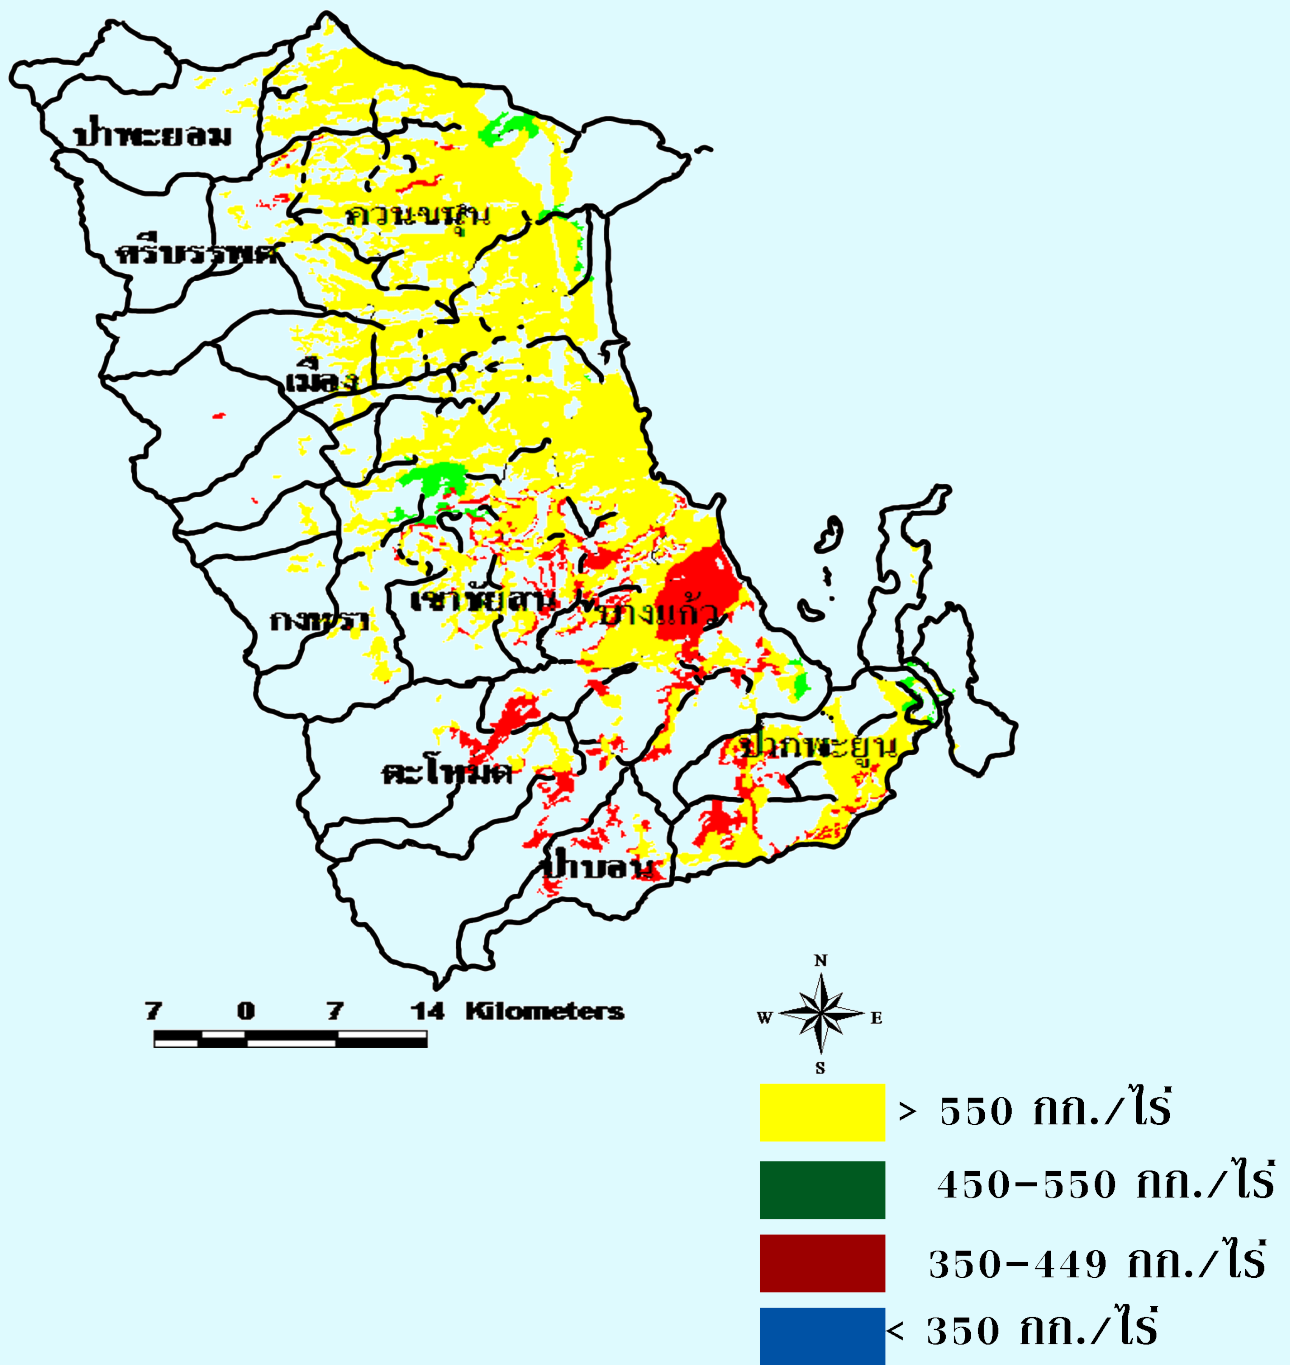 ป่าพะยอม
ควนขนุน
ศรีบรรพต
เมือง
เขาชัยสน
บางแก้ว
กงหรา
ปากพะยูน
ตะโหมด
ป่าบอน
N
W E
S
7 0 7 14 Kilometers
> 550 กก./ไร่
450-550 กก./ไร่
350-449 กก./ไร่
< 350 กก./ไร่